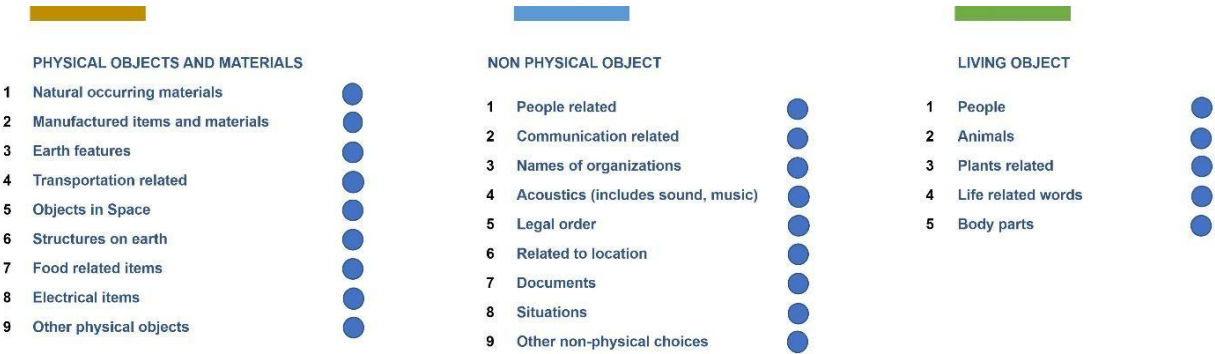 PHYSICAL OBJECTS AND MATERIALS
1 Natural occurring materials
2 Manufactured items and materials
3 Earth features
4 Transportation related
5 Objects in Space
6 Structures on earth
7 Food related items
8 Electrical items
9 Other physical objects
NON PHYSICAL OBJECT
1 People related
2 Communication related
3 Names of organizations
4 Acoustics (includes sound, music)
5 Legal order
6 Related to location
7 Documents
8 Situations
9 Other non-physical choices
LIVING OBJECT
1 People
2 Animals
3 Plants related
4 Life related words
5 Body parts